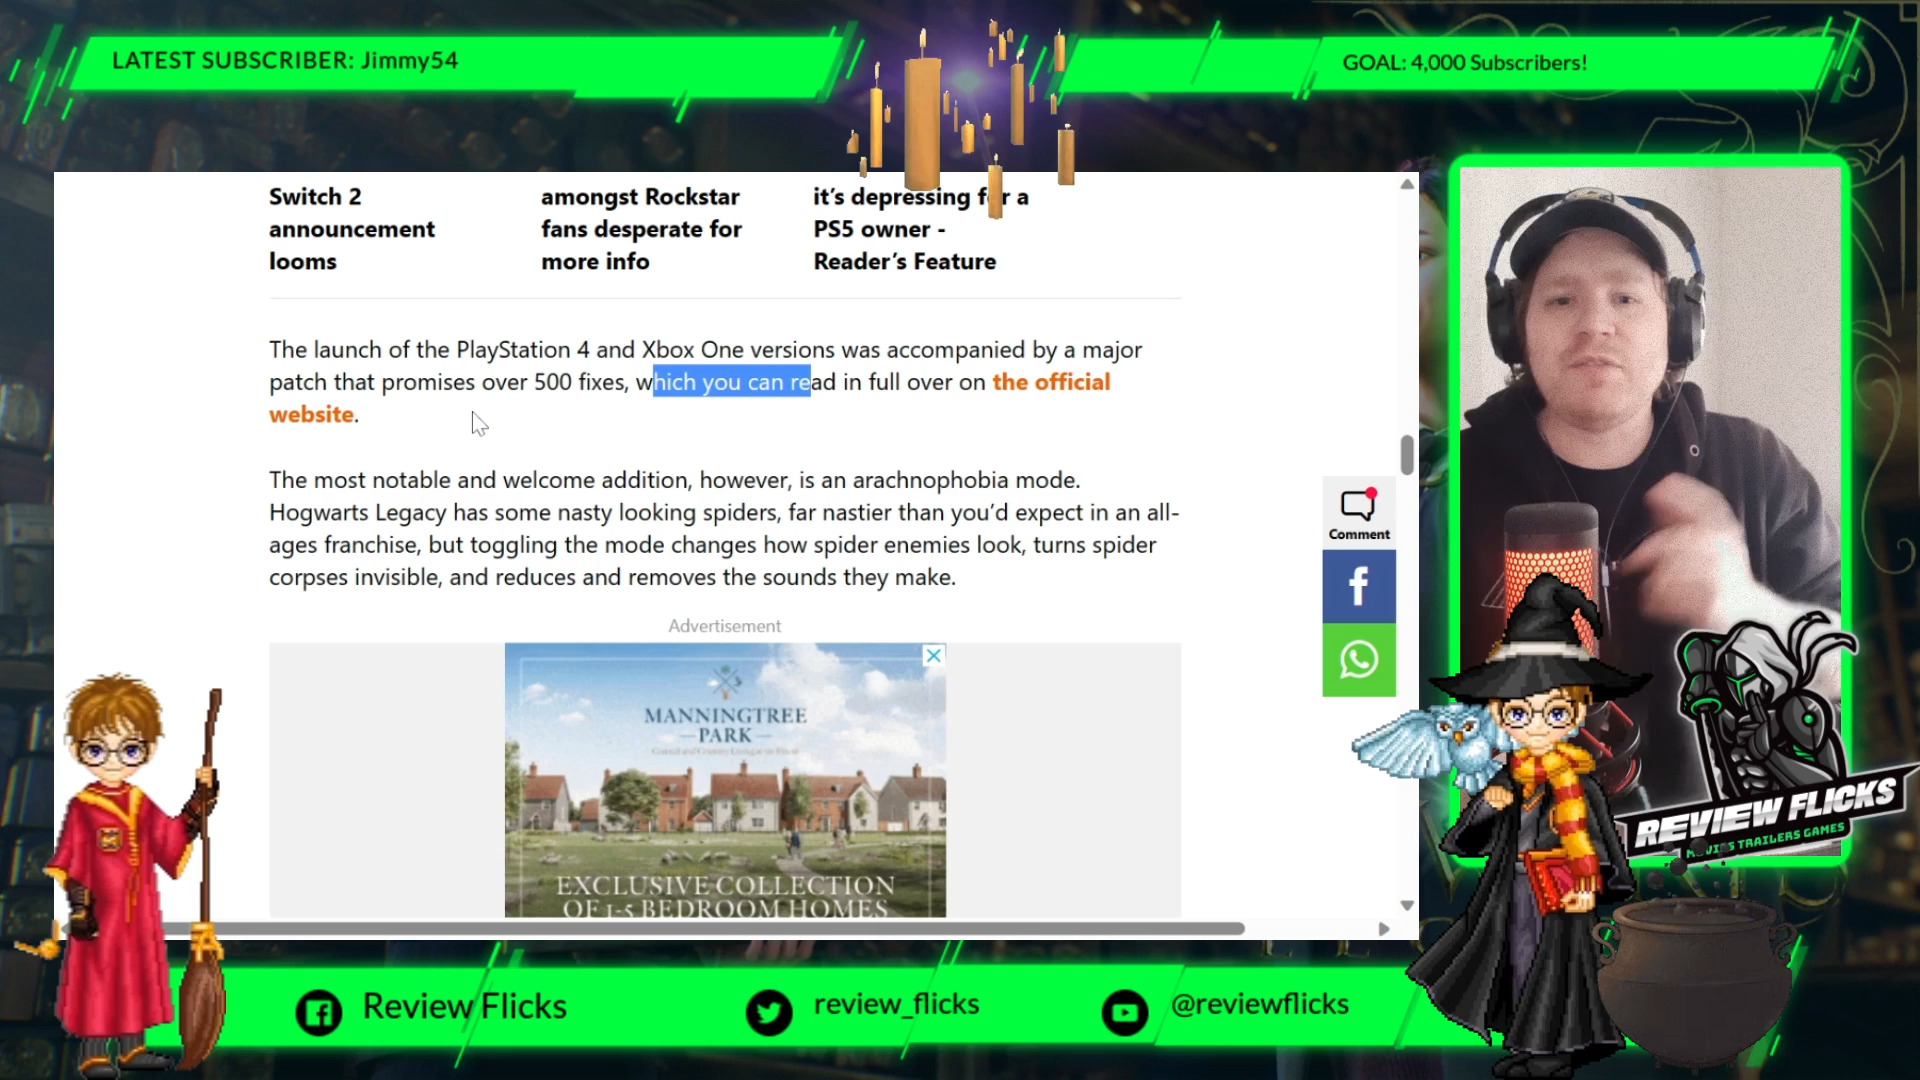 LATEST SUBSCRIBER: Jimmy54
GOAL: 4,000 Subscribers!
Switch 2
announcement
looms
amongst Rockstar
fans desperate for
more info
it's depressing for a
PS5 owner -
Reader's Feature
The launch of the PlayStation 4 and Xbox One versions was accompanied by a major
patch that promises over 500 fixes, which you can read in full over on the official
website.
The most notable and welcome addition, however, is an arachnophobia mode.
Hogwarts Legacy has some nasty looking spiders, far nastier than you'd expect in an all-
ages franchise, but toggling the mode changes how spider enemies look, turns spider
corpses invisible, and reduces and removes the sounds they make.
Comment
Advertisement
MANNINGTREE
-PARK-
EXCLUSIVE COLLECTION
OF 1-5 BEDROOM HOMES
REVIEW FLICKS
MOVIES TRAILERS GAMES
Review Flicks
review_flicks
@reviewflicks